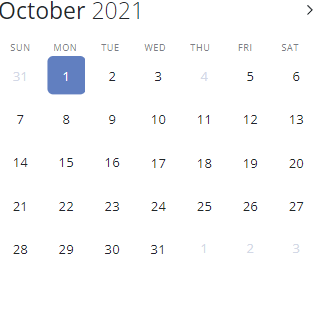 October 2021 >
SUN MON TUE WED THU FRI SAT
31 1 2 3 4 5 6
7 8 9 10 11 12 13
14 15 16 17 18 19 20
21 22 23 24 25 26 27
28 29 30 31 1 2 3